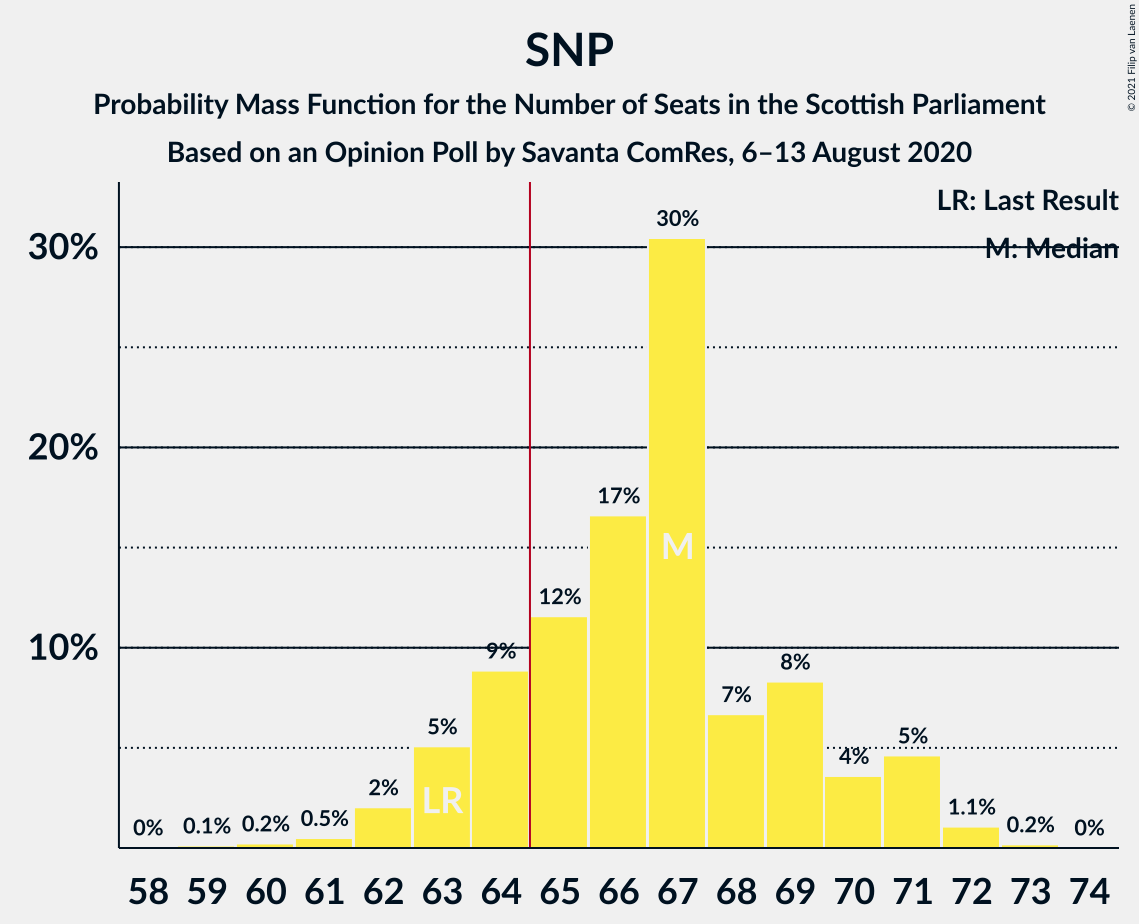 SNP
Probability Mass Function for the Number of Seats in the Scottish Parliament
Based on an Opinion Poll by Savanta ComRes, 6–13 August 2020
© 2021 Filip van Laenen
LR: Last Result
M: Median
30%
20%
10%
0%
0.1%
0.2%
0.5%
2%
5%
9%
12%
17%
30%
7%
8%
4%
5%
1.1%
0.2%
0%
LR
M
58 59 60 61 62 63 64 65 66 67 68 69 70 71 72 73 74